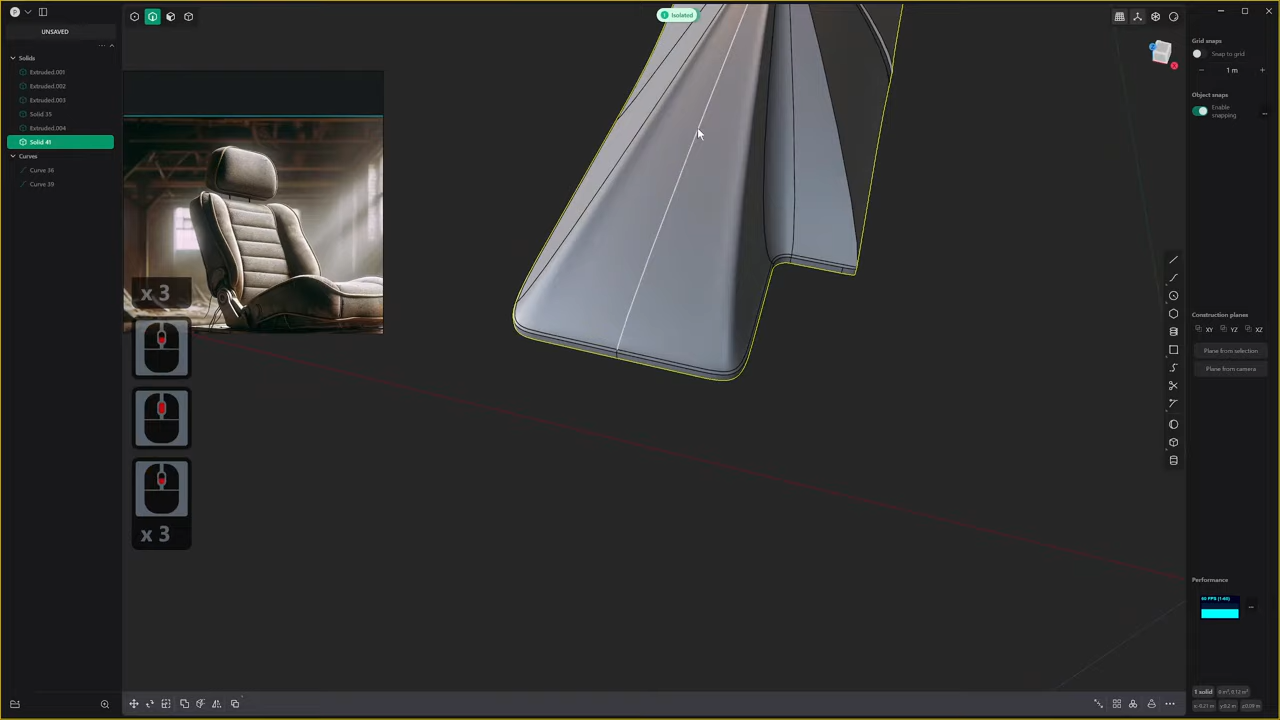 UNSAVED
Isolated
Solids
Extruded.001
Extruded.002
Extruded.003
Solid 35
Extruded.004
Solid 41
Curves
Curve 36
Curve 39
x 3
x 3
Grid snaps
Snap to grid
1 m
Object snaps
Enable snapping
Construction planes
XY YZ XZ
Plane from selection
Plane from camera
Performance
1 solid